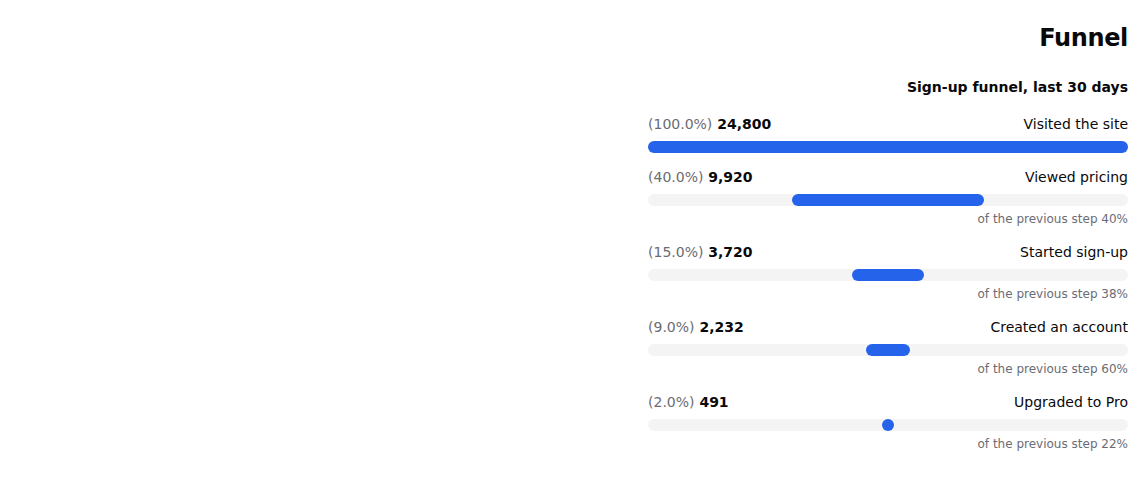 Funnel
Sign-up funnel, last 30 days
Visited the site 24,800 (100.0%)
Viewed pricing 9,920 (40.0%)
40% of the previous step
Started sign-up 3,720 (15.0%)
38% of the previous step
Created an account 2,232 (9.0%)
60% of the previous step
Upgraded to Pro 491 (2.0%)
22% of the previous step